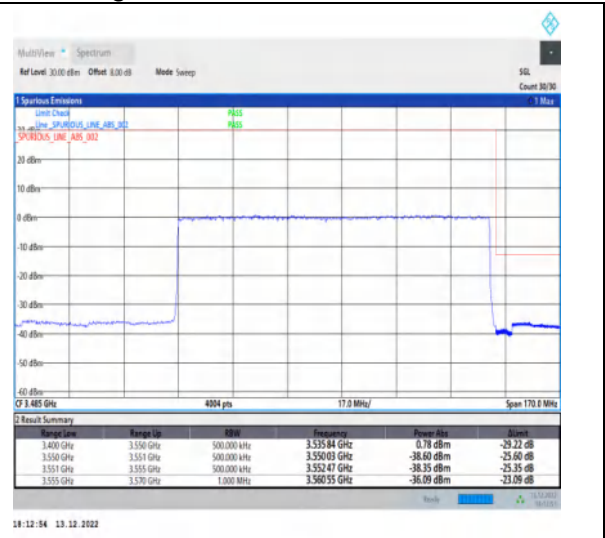 MultiView Spectrum
Ref Level 30.00 dBm Offset 8.00 dB Mode Sweep SGL
Count 30/30
1 Spurious Emissions 1 Max
Limit Check PASS
Line _SPURIOUS_LINE_ABS_002 PASS
_SPURIOUS_LINE_ABS_002
20 dBm
10 dBm
0 dBm
-10 dBm
-20 dBm
-30 dBm
-40 dBm
-50 dBm
-60 dBm
CF 3.485 GHz 4004 pts 17.0 MHz/ Span 170.0 MHz
2 Result Summary
Range Low Range Up RBW Frequency Power Abs ΔLimit
3.400 GHz 3.550 GHz 500.000 kHz 3.53584 GHz 0.78 dBm -29.22 dB
3.550 GHz 3.551 GHz 500.000 kHz 3.55003 GHz -38.60 dBm -25.60 dB
3.551 GHz 3.555 GHz 500.000 kHz 3.55247 GHz -38.35 dBm -25.35 dB
3.555 GHz 3.570 GHz 1.000 MHz 3.56055 GHz -36.09 dBm -23.09 dB
Ready 13.12.2022
18:12:54 13.12.2022